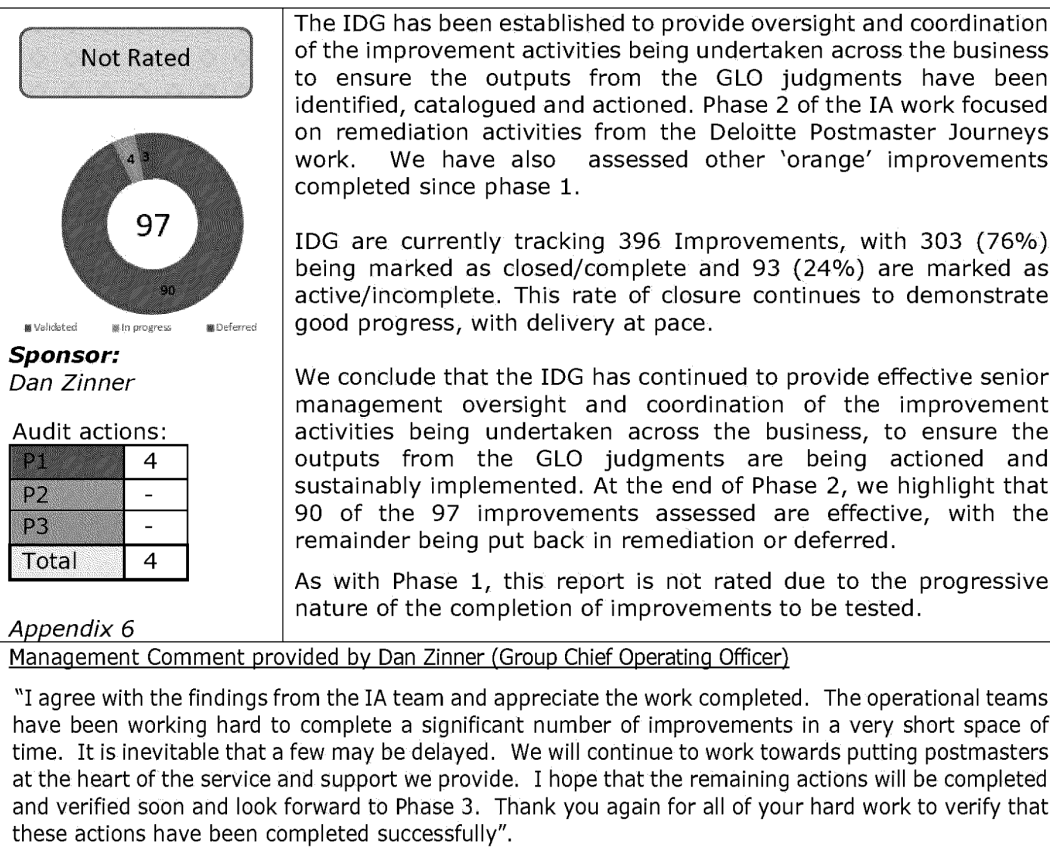 Not Rated
4 3
97
90
Validated In progress Deferred
Sponsor:
Dan Zinner
Audit actions:
P1 4
P2 -
P3 -
Total 4
Appendix 6
The IDG has been established to provide oversight and coordination
of the improvement activities being undertaken across the business
to ensure the outputs from the GLO judgments have been
identified, catalogued and actioned. Phase 2 of the IA work focused
on remediation activities from the Deloitte Postmaster Journeys
work. We have also assessed other ‘orange’ improvements
completed since phase 1.
IDG are currently tracking 396 Improvements, with 303 (76%)
being marked as closed/complete and 93 (24%) are marked as
active/incomplete. This rate of closure continues to demonstrate
good progress, with delivery at pace.
We conclude that the IDG has continued to provide effective senior
management oversight and coordination of the improvement
activities being undertaken across the business, to ensure the
outputs from the GLO judgments are being actioned and
sustainably implemented. At the end of Phase 2, we highlight that
90 of the 97 improvements assessed are effective, with the
remainder being put back in remediation or deferred.
As with Phase 1, this report is not rated due to the progressive
nature of the completion of improvements to be tested.
Management Comment provided by Dan Zinner (Group Chief Operating Officer)
“I agree with the findings from the IA team and appreciate the work completed. The operational teams
have been working hard to complete a significant number of improvements in a very short space of
time. It is inevitable that a few may be delayed. We will continue to work towards putting postmasters
at the heart of the service and support we provide. I hope that the remaining actions will be completed
and verified soon and look forward to Phase 3. Thank you again for all of your hard work to verify that
these actions have been completed successfully”.